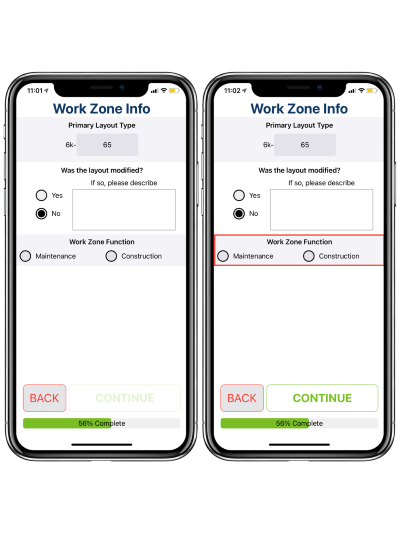 11:01
Work Zone Info
Primary Layout Type
6k- 65
Was the layout modified?
If so, please describe
Yes
No
Work Zone Function
Maintenance Construction
BACK CONTINUE
56% Complete
11:02
Work Zone Info
Primary Layout Type
6k- 65
Was the layout modified?
If so, please describe
Yes
No
Work Zone Function
Maintenance Construction
BACK CONTINUE
56% Complete